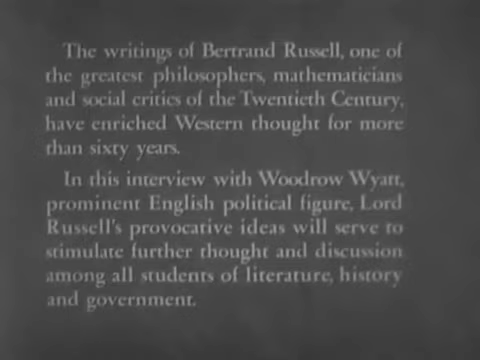 The writings of Bertrand Russell, one of
the greatest philosophers, mathematicians
and social critics of the Twentieth Century,
have enriched Western thought for more
than sixty years.
In this interview with Woodrow Wyatt,
prominent English political figure, Lord
Russell's provocative ideas will serve to
stimulate further thought and discussion
among all students of literature, history
and government.